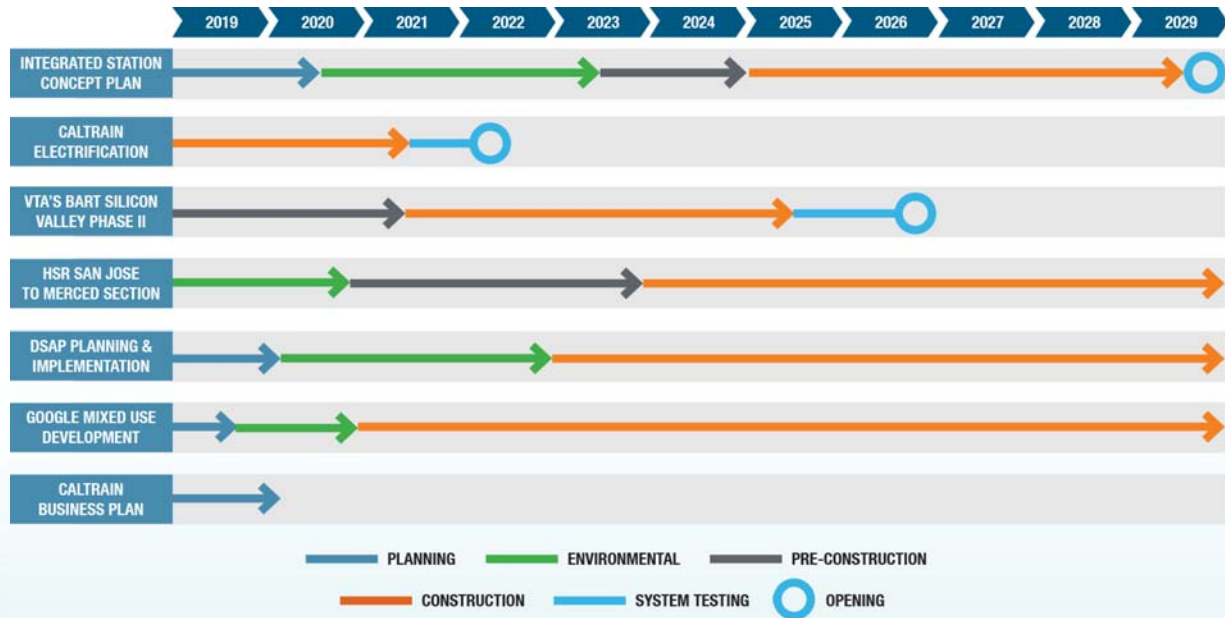 2019 2020 2021 2022 2023 2024 2025 2026 2027 2028 2029
INTEGRATED STATION
CONCEPT PLAN
CALTRAIN
ELECTRIFICATION
VTA'S BART SILICON
VALLEY PHASE II
HSR SAN JOSE
TO MERCED SECTION
DSAP PLANNING &
IMPLEMENTATION
GOOGLE MIXED USE
DEVELOPMENT
CALTRAIN
BUSINESS PLAN
PLANNING ENVIRONMENTAL PRE-CONSTRUCTION
CONSTRUCTION SYSTEM TESTING OPENING